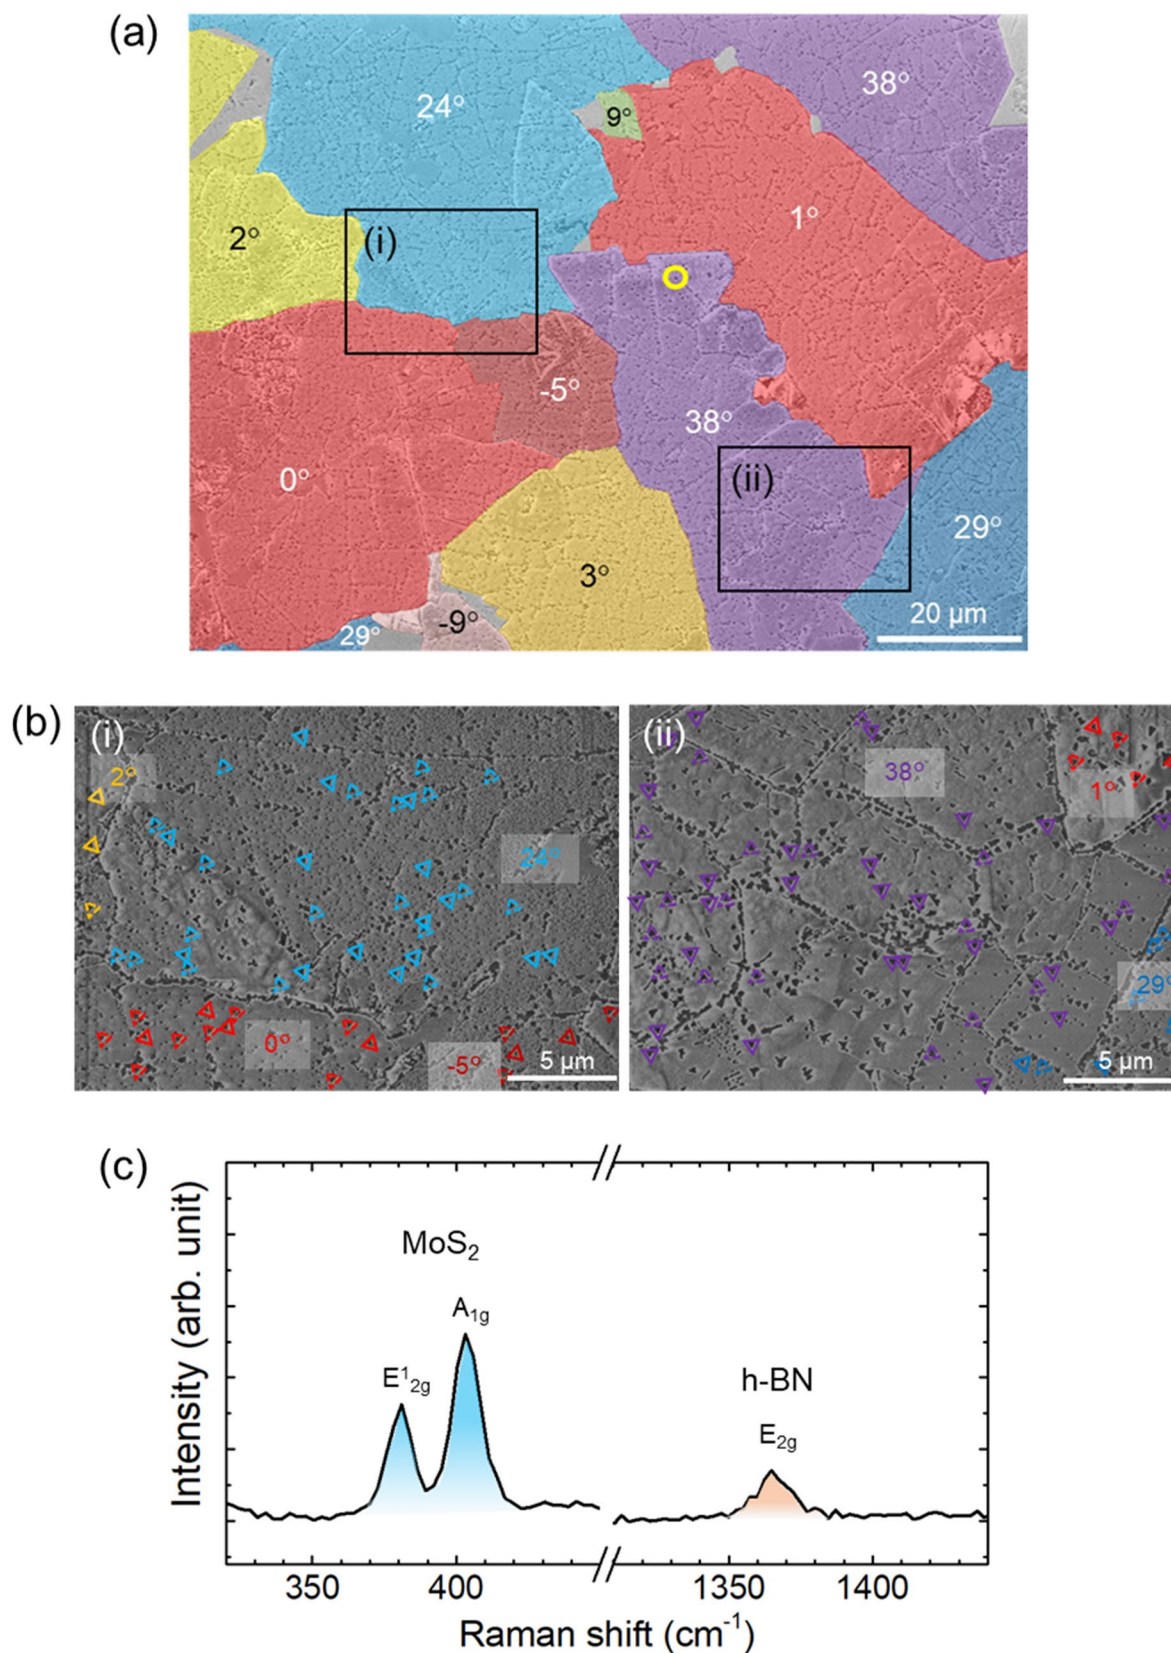 (a)
24°
38°
9°
1°
2°
(i)
-5°
38°
0°
(ii)
29°
3°
-9°
29°
20 µm
(b)
(i)
2°
24°
0°
-5°
5 µm
(ii)
38°
1°
29°
5 µm
(c)
MoS₂
A₁g
E¹₂g
h-BN
E₂g
Intensity (arb. unit)
350 400 1350 1400
Raman shift (cm⁻¹)